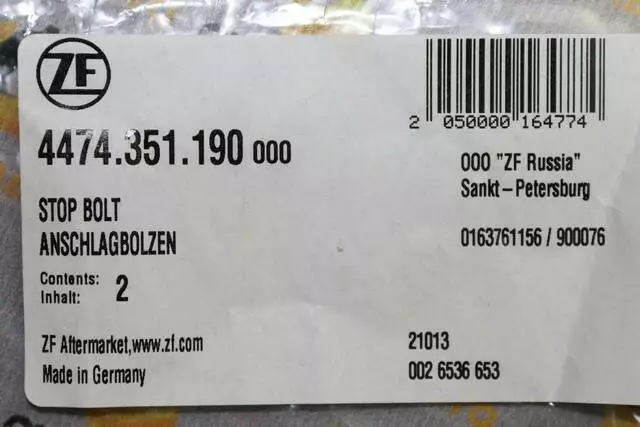 ZF
4474.351.190 000
STOP BOLT
ANSCHLAGBOLZEN
Contents:
Inhalt: 2
ZF Aftermarket,www.zf.com
Made in Germany
2 050000 164774
OOO "ZF Russia"
Sankt-Petersburg
0163761156 / 900076
21013
002 6536 653